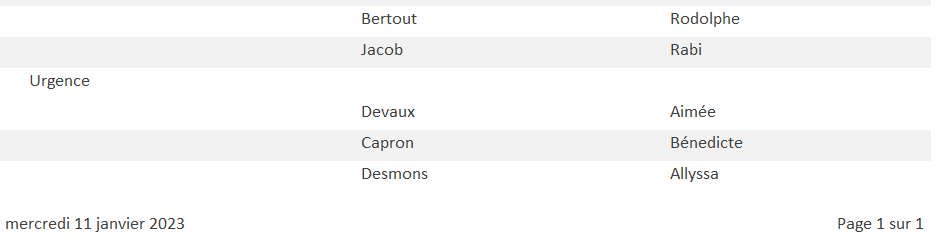 Bertout Rodolphe
Jacob Rabi
Urgence
Devaux Aimée
Capron Bénedicte
Desmons Allyssa
mercredi 11 janvier 2023 Page 1 sur 1